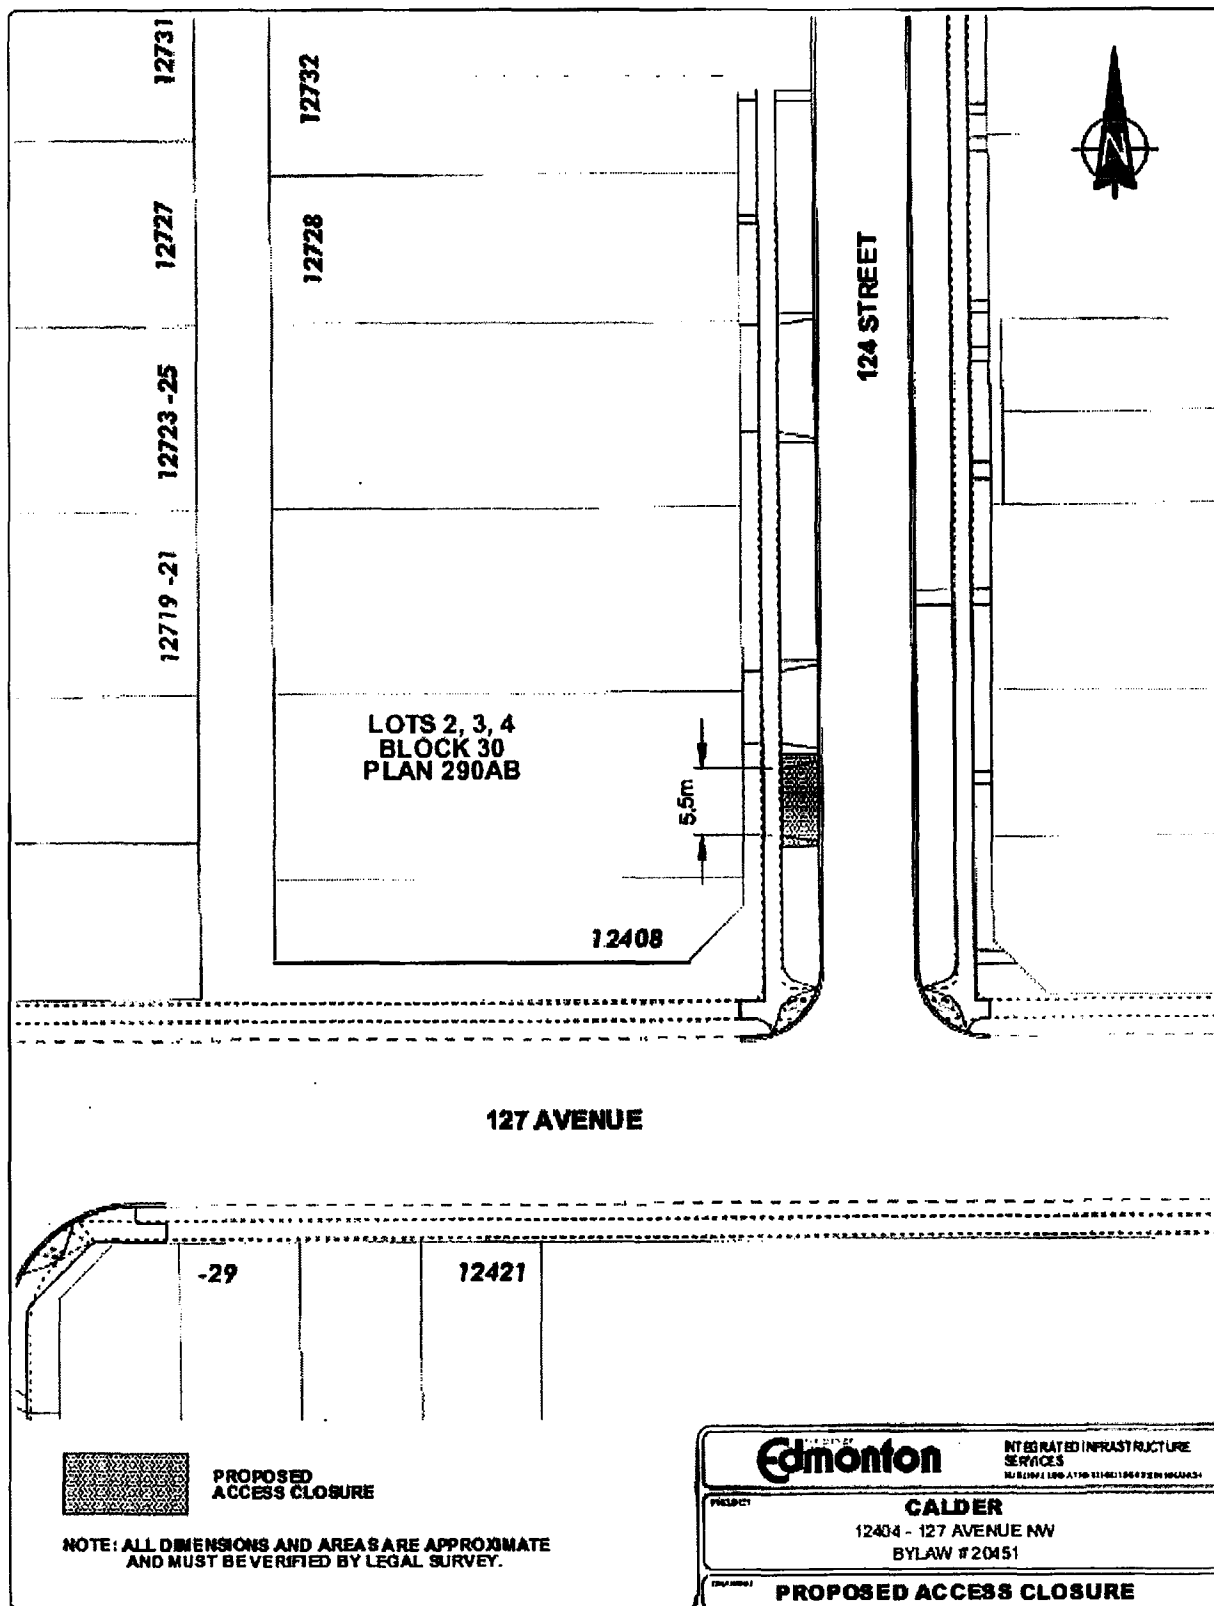 12731
12732
12727
12728
124 STREET
12723 -25
12719 -21
N
LOTS 2, 3, 4
BLOCK 30
PLAN 290AB
5.5m
12408
127 AVENUE
-29
12421
PROPOSED
ACCESS CLOSURE
NOTE: ALL DIMENSIONS AND AREAS ARE APPROXIMATE
AND MUST BE VERIFIED BY LEGAL SURVEY.
Edmonton
INTEGRATED INFRASTRUCTURE
SERVICES
PROJECT
CALDER
12404 - 127 AVENUE NW
BYLAW #20451
PROPOSED ACCESS CLOSURE